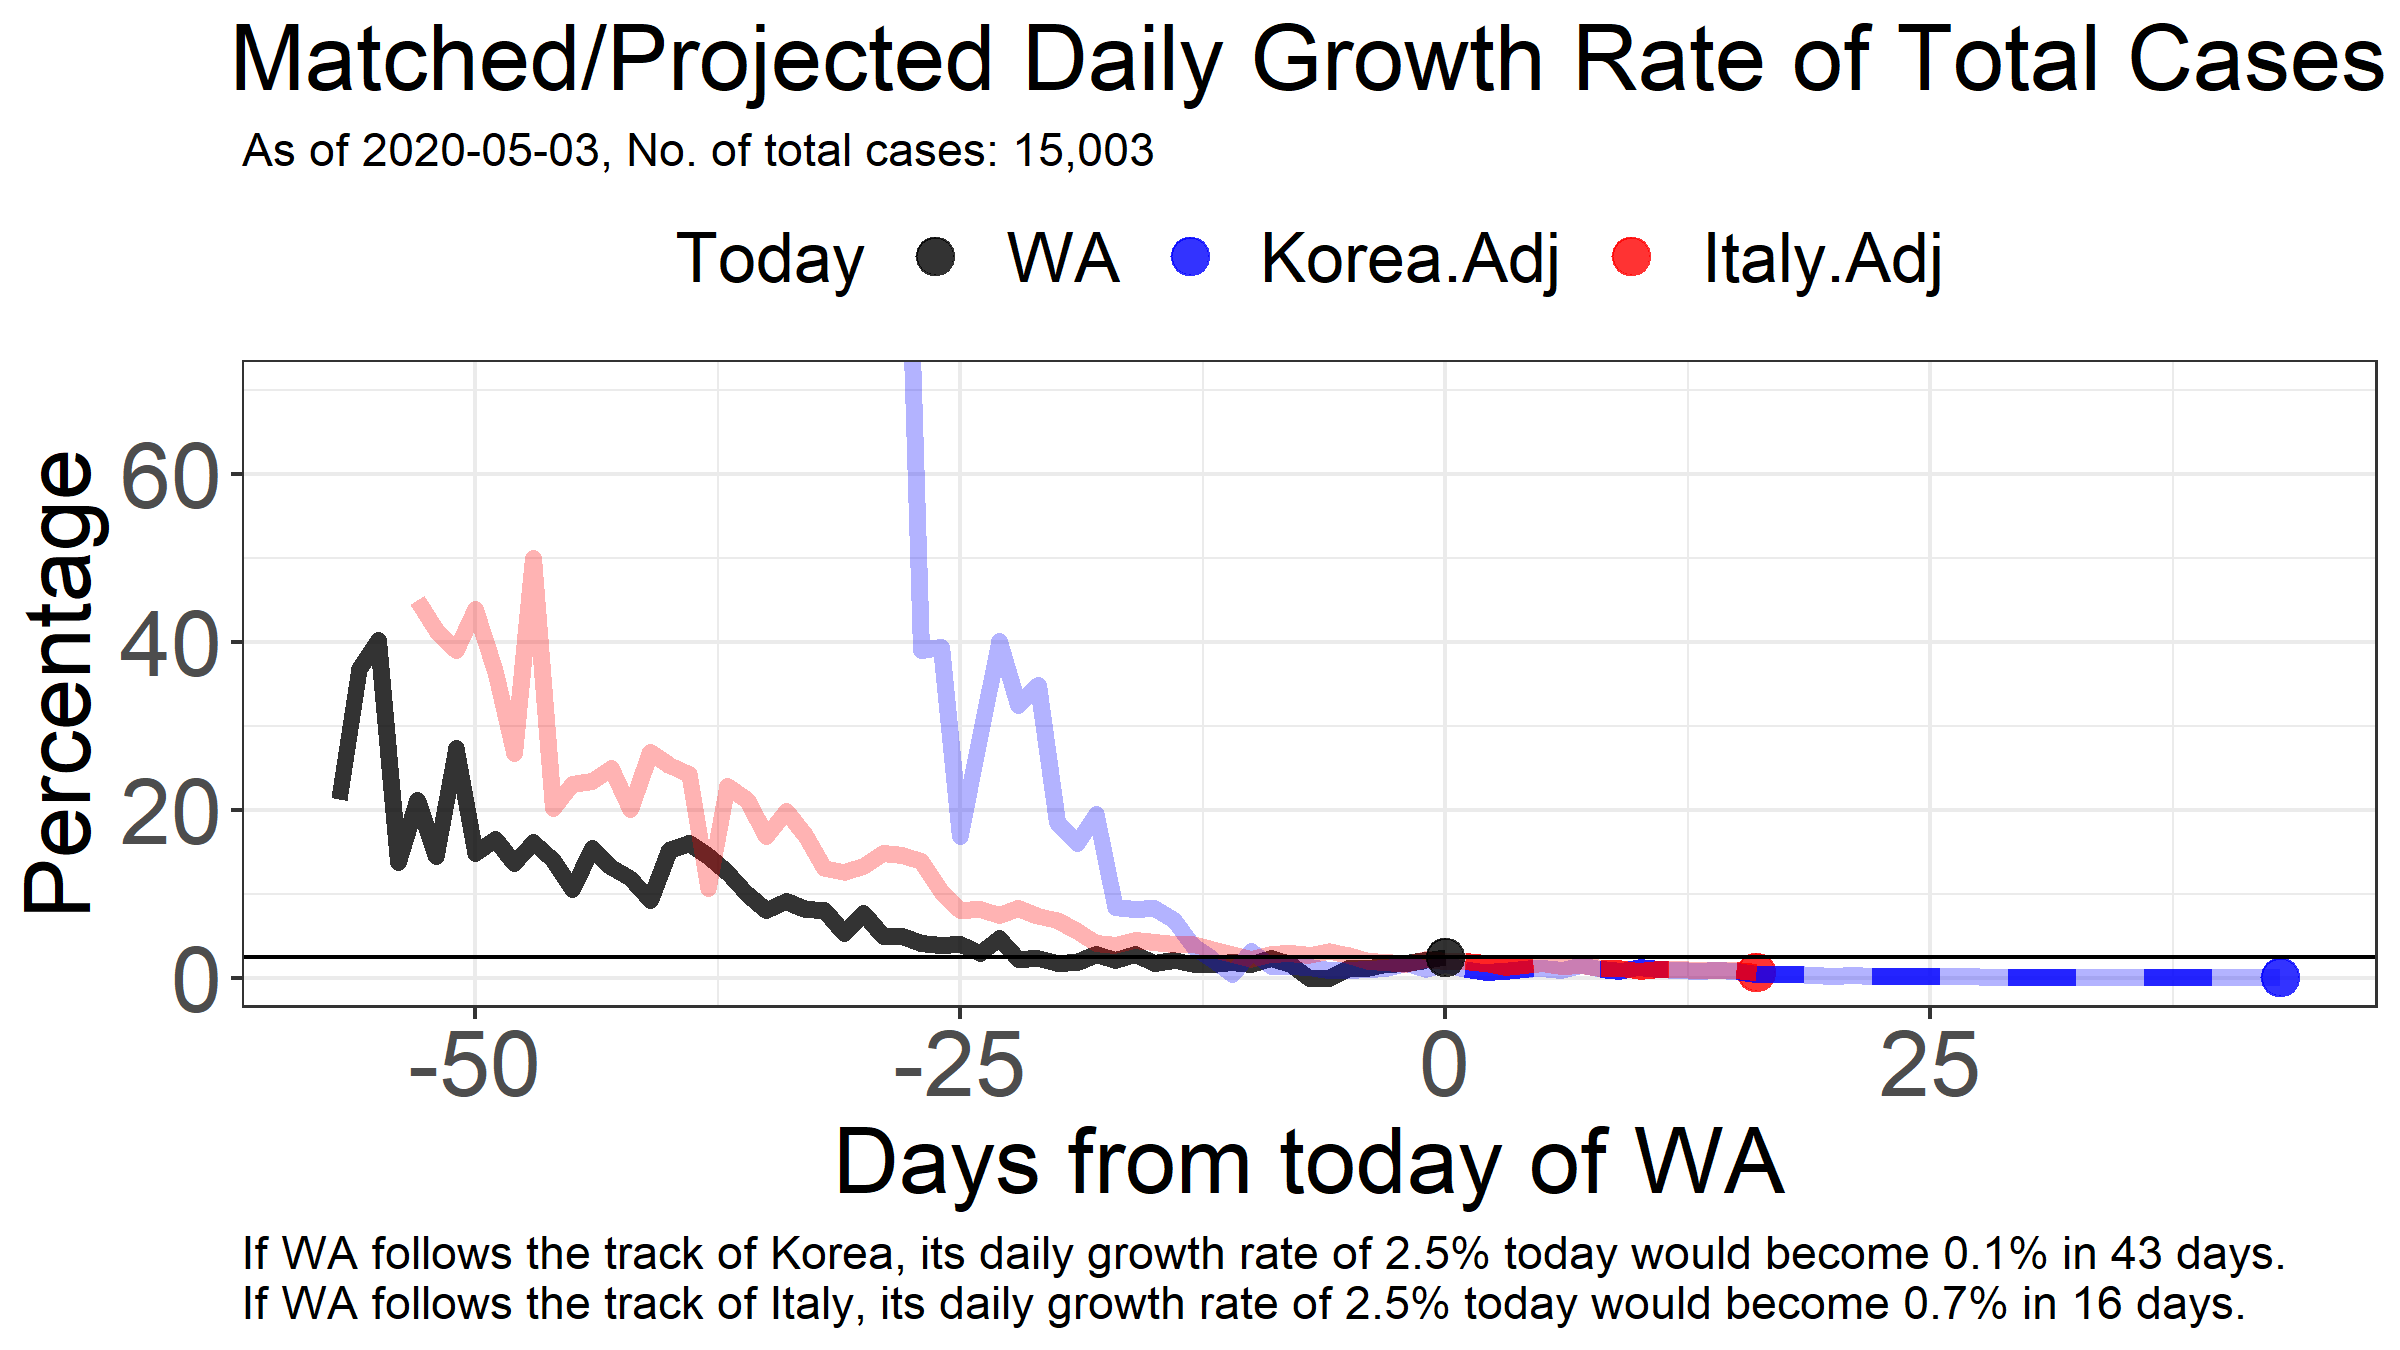 Matched/Projected Daily Growth Rate of Total Cases
As of 2020-05-03, No. of total cases: 15,003
Today WA Korea.Adj Italy.Adj
Percentage
60
40
20
0
-50 -25 0 25
Days from today of WA
If WA follows the track of Korea, its daily growth rate of 2.5% today would become 0.1% in 43 days.
If WA follows the track of Italy, its daily growth rate of 2.5% today would become 0.7% in 16 days.